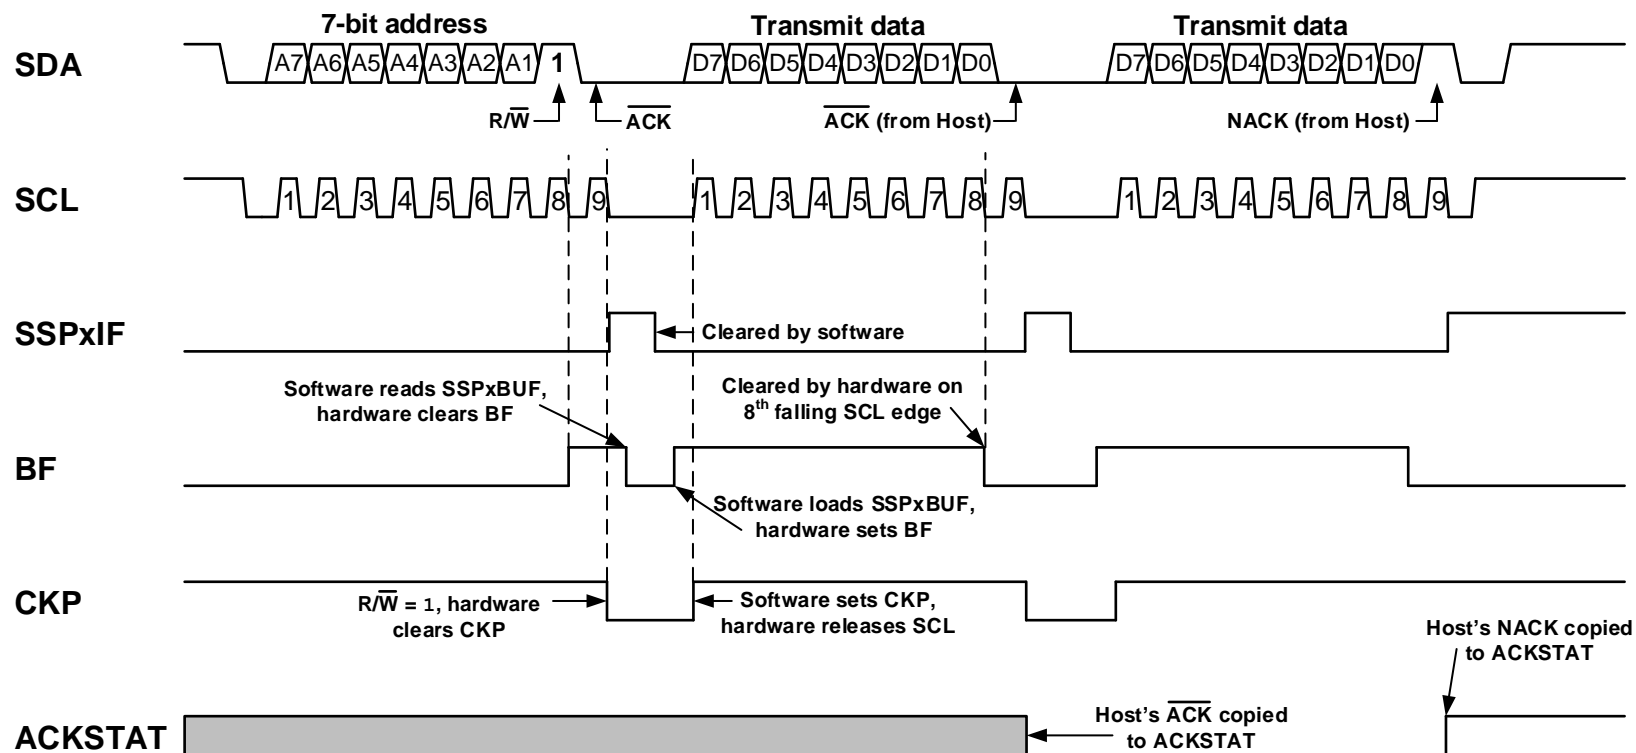 7-bit address Transmit data Transmit data
SDA A7 A6 A5 A4 A3 A2 A1 1 D7 D6 D5 D4 D3 D2 D1 D0 D7 D6 D5 D4 D3 D2 D1 D0
R/W̅ A̅C̅K̅ A̅C̅K̅ (from Host) NACK (from Host)
SCL 1 2 3 4 5 6 7 8 9 1 2 3 4 5 6 7 8 9 1 2 3 4 5 6 7 8 9
SSPxIF
Cleared by software
Software reads SSPxBUF,
hardware clears BF
Cleared by hardware on
8th falling SCL edge
BF
Software loads SSPxBUF,
hardware sets BF
CKP
R/W̅ = 1, hardware
clears CKP
Software sets CKP,
hardware releases SCL
Host's NACK copied
to ACKSTAT
ACKSTAT
Host's A̅C̅K̅ copied
to ACKSTAT